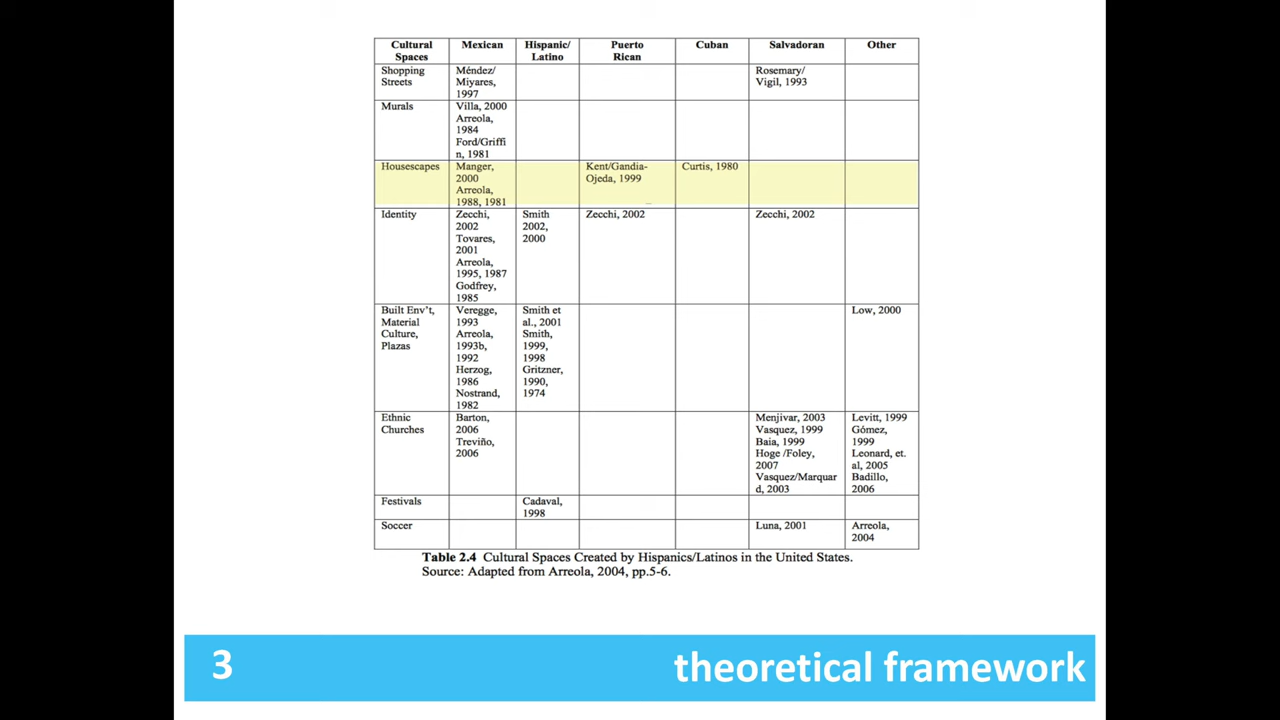 Cultural Spaces Mexican Hispanic/ Latino Puerto Rican Cuban Salvadoran Other
Shopping Streets Méndez/ Miyares, 1997 Rosemary/ Vigil, 1993
Murals Villa, 2000 Arreola, 1984 Ford/Griffi n, 1981
Housescapes Manger, 2000 Arreola, 1988, 1981 Kent/Gandia- Ojeda, 1999 Curtis, 1980
Identity Zecchi, 2002 Tovares, 2001 Arreola, 1995, 1987 Godfrey, 1985 Smith 2002, 2000 Zecchi, 2002 Zecchi, 2002
Built Env't, Material Culture, Plazas Veregge, 1993 Arreola, 1993b, 1992 Herzog, 1986 Nostrand, 1982 Smith et al., 2001 Smith, 1999, 1998 Gritzner, 1990, 1974 Low, 2000
Ethnic Churches Barton, 2006 Treviño, 2006 Menjivar, 2003 Vasquez, 1999 Baia, 1999 Hoge /Foley, 2007 Vasquez/Marquar d, 2003 Levitt, 1999 Gómez, 1999 Leonard, et. al, 2005 Badillo, 2006
Festivals Cadaval, 1998
Soccer Luna, 2001 Arreola, 2004
Table 2.4 Cultural Spaces Created by Hispanics/Latinos in the United States.
Source: Adapted from Arreola, 2004, pp.5-6.
3 theoretical framework